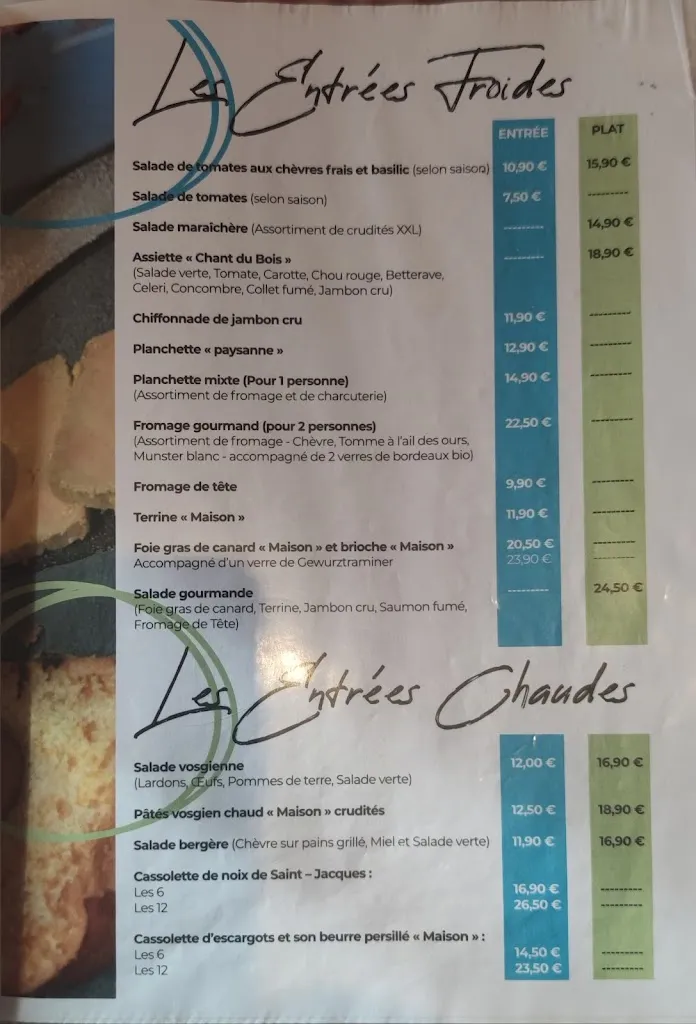 Les Entrées Froides
ENTRÉE PLAT
Salade de tomates aux chèvres frais et basilic (selon saison) 10,90 € 15,90 €
Salade de tomates (selon saison) 7,50 € ---------
Salade maraîchère (Assortiment de crudités XXL) --------- 14,90 €
Assiette « Chant du Bois » --------- 18,90 €
(Salade verte, Tomate, Carotte, Chou rouge, Betterave,
Celeri, Concombre, Collet fumé, Jambon cru)
Chiffonnade de jambon cru 11,90 € ---------
Planchette « paysanne » 12,90 € ---------
Planchette mixte (Pour 1 personne) 14,90 € ---------
(Assortiment de fromage et de charcuterie)
Fromage gourmand (pour 2 personnes) 22,50 € ---------
(Assortiment de fromage - Chèvre, Tomme à l'ail des ours,
Munster blanc - accompagné de 2 verres de bordeaux bio)
Fromage de tête 9,90 € ---------
Terrine « Maison » 11,90 € ---------
Foie gras de canard « Maison » et brioche « Maison » 20,50 € ---------
Accompagné d'un verre de Gewurztraminer 23,90 € ---------
Salade gourmande --------- 24,50 €
(Foie gras de canard, Terrine, Jambon cru, Saumon fumé,
Fromage de Tête)
Les Entrées Chaudes
Salade vosgienne 12,00 € 16,90 €
(Lardons, Œufs, Pommes de terre, Salade verte)
Pâtés vosgien chaud « Maison » crudités 12,50 € 18,90 €
Salade bergère (Chèvre sur pains grillé, Miel et Salade verte) 11,90 € 16,90 €
Cassolette de noix de Saint – Jacques :
Les 6 16,90 € ---------
Les 12 26,50 € ---------
Cassolette d'escargots et son beurre persillé « Maison » :
Les 6 14,50 € ---------
Les 12 23,50 € ---------